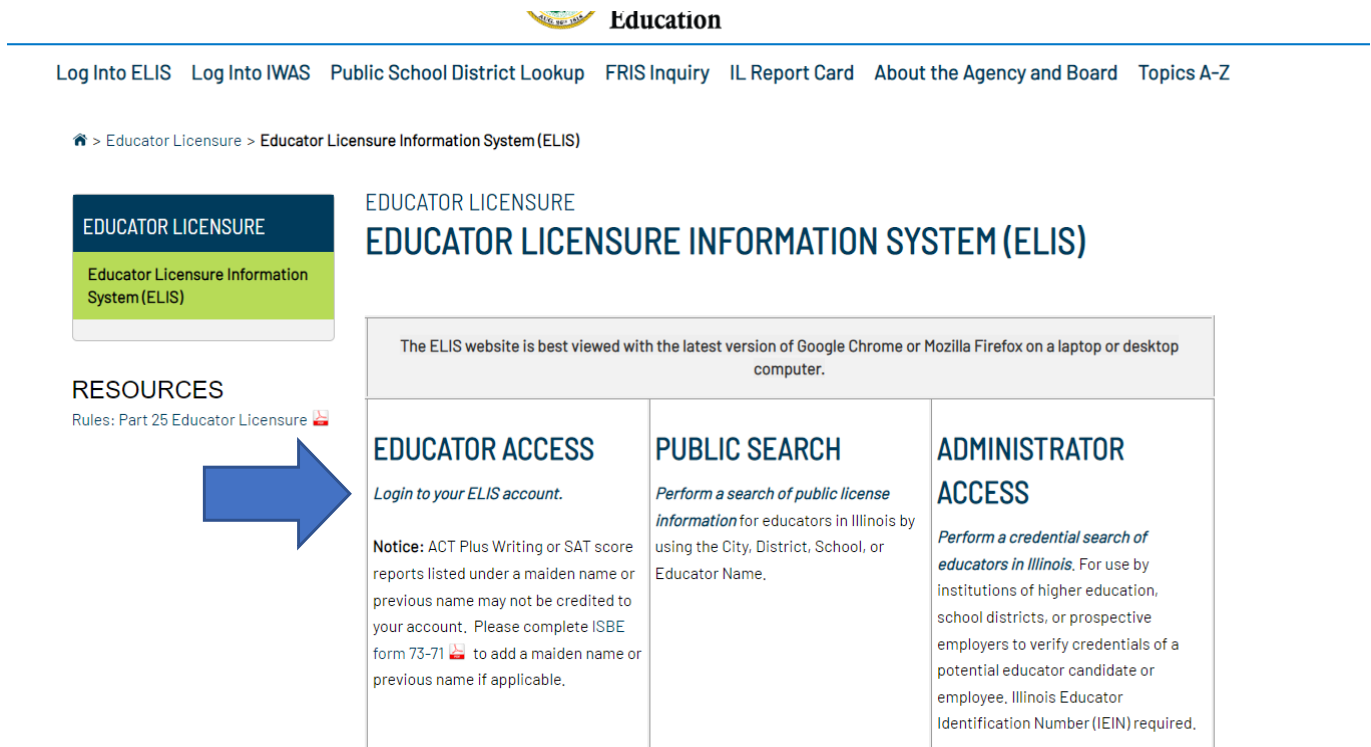 Education
Log Into ELIS Log Into IWAS Public School District Lookup FRIS Inquiry IL Report Card About the Agency and Board Topics A-Z
> Educator Licensure > Educator Licensure Information System (ELIS)
EDUCATOR LICENSURE
Educator Licensure Information
System (ELIS)
RESOURCES
Rules: Part 25 Educator Licensure
EDUCATOR LICENSURE
EDUCATOR LICENSURE INFORMATION SYSTEM (ELIS)
The ELIS website is best viewed with the latest version of Google Chrome or Mozilla Firefox on a laptop or desktop
computer.
EDUCATOR ACCESS
Login to your ELIS account.
Notice: ACT Plus Writing or SAT score
reports listed under a maiden name or
previous name may not be credited to
your account. Please complete ISBE
form 73-71 to add a maiden name or
previous name if applicable.
PUBLIC SEARCH
Perform a search of public license
information for educators in Illinois by
using the City, District, School, or
Educator Name.
ADMINISTRATOR
ACCESS
Perform a credential search of
educators in Illinois. For use by
institutions of higher education,
school districts, or prospective
employers to verify credentials of a
potential educator candidate or
employee. Illinois Educator
Identification Number (IEIN) required.